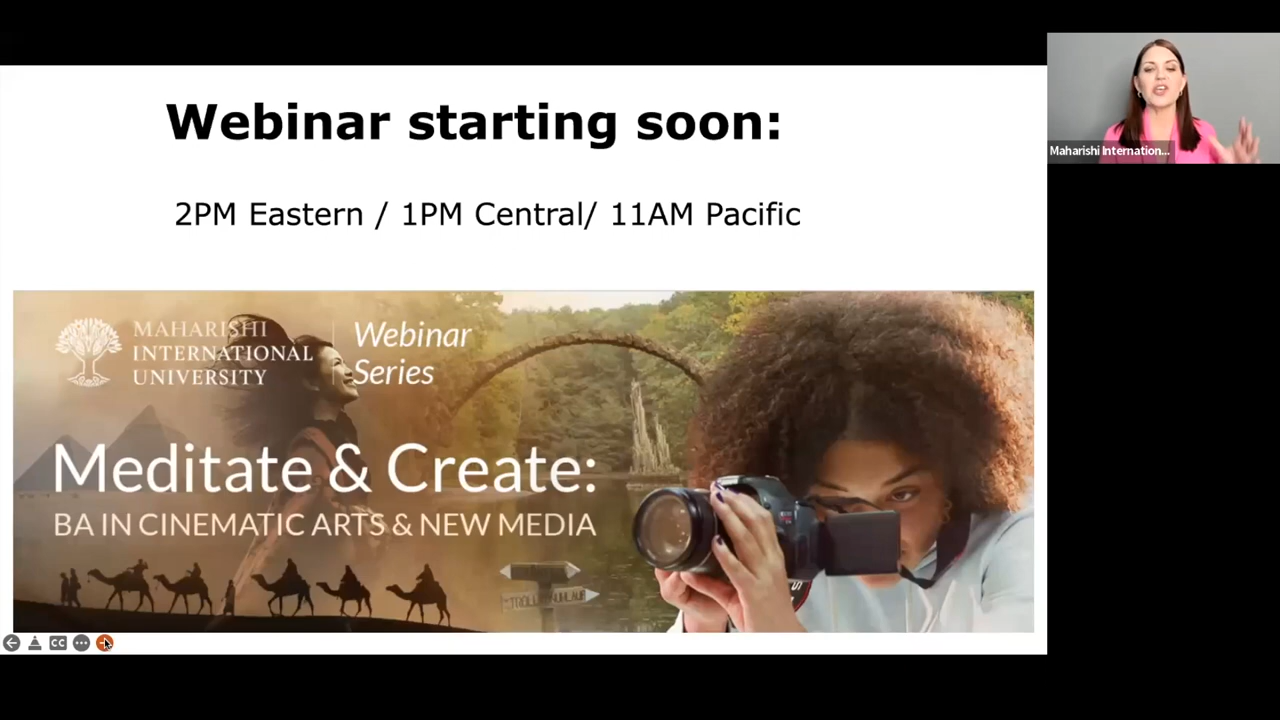 Webinar starting soon:
2PM Eastern / 1PM Central/ 11AM Pacific
Maharishi Internation...
MAHARISHI
INTERNATIONAL
UNIVERSITY
Webinar
Series
Meditate & Create:
BA IN CINEMATIC ARTS & NEW MEDIA
CC